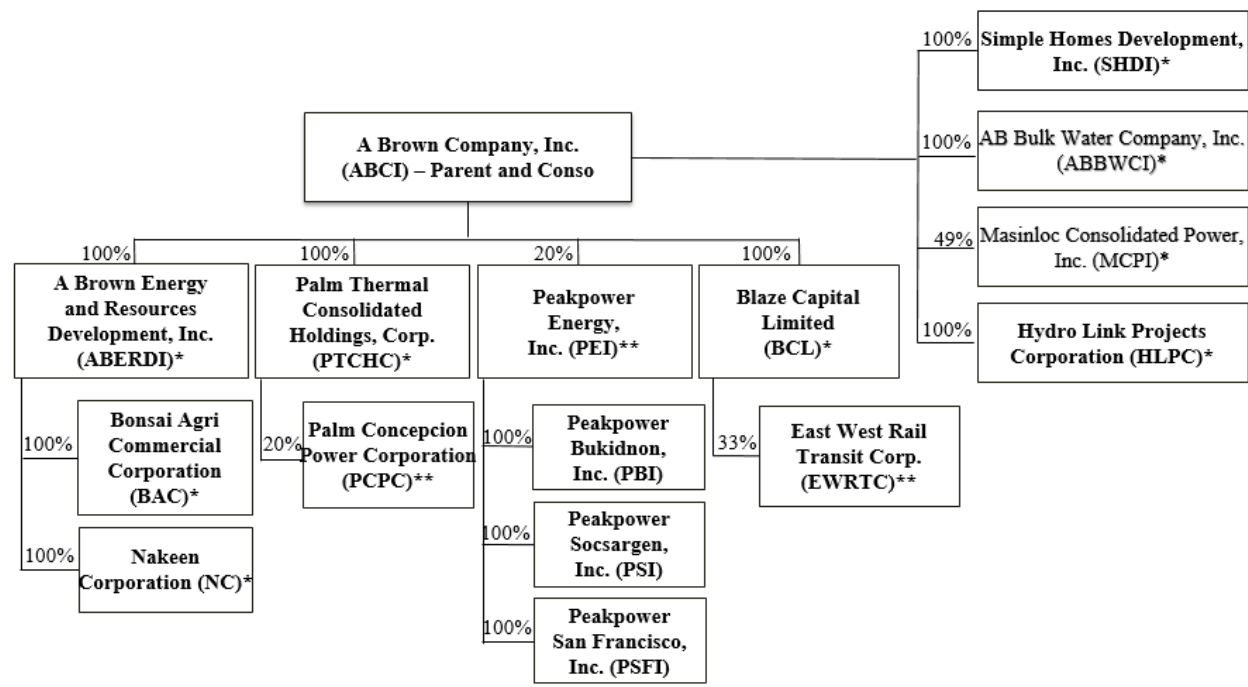 100%
Simple Homes Development,
Inc. (SHDI)*
A Brown Company, Inc.
(ABCI) – Parent and Conso
100%
AB Bulk Water Company, Inc.
(ABBWCI)*
49%
Masinloc Consolidated Power,
Inc. (MCPI)*
100%
Hydro Link Projects
Corporation (HLPC)*
100%
A Brown Energy
and Resources
Development, Inc.
(ABERDI)*
100%
Palm Thermal
Consolidated
Holdings, Corp.
(PTCHC)*
20%
Peakpower
Energy,
Inc. (PEI)**
100%
Blaze Capital
Limited
(BCL)*
100%
Bonsai Agri
Commercial
Corporation
(BAC)*
100%
Nakeen
Corporation (NC)*
20%
Palm Concepcion
Power Corporation
(PCPC)**
100%
Peakpower
Bukidnon,
Inc. (PBI)
100%
Peakpower
Socsargen,
Inc. (PSI)
100%
Peakpower
San Francisco,
Inc. (PSFI)
33%
East West Rail
Transit Corp.
(EWRTC)**